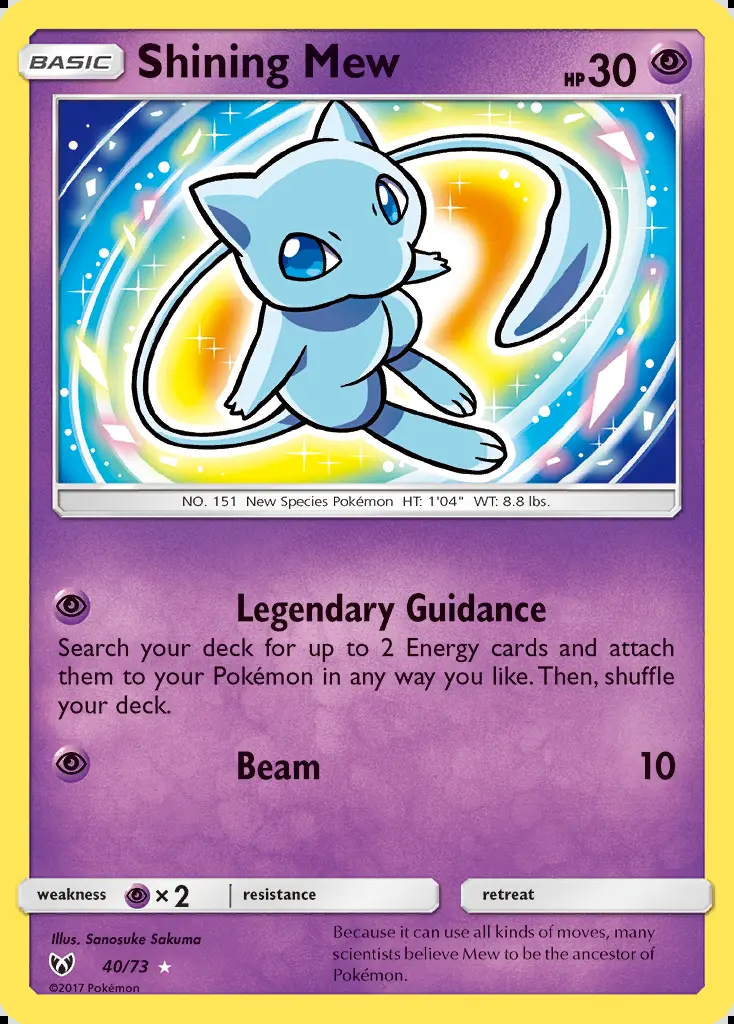 BASIC Shining Mew HP 30
NO. 151 New Species Pokémon HT: 1'04" WT: 8.8 lbs.
Legendary Guidance
Search your deck for up to 2 Energy cards and attach
them to your Pokémon in any way you like. Then, shuffle
your deck.
Beam 10
weakness × 2 resistance retreat
Illus. Sanosuke Sakuma
40/73
©2017 Pokémon
Because it can use all kinds of moves, many
scientists believe Mew to be the ancestor of
Pokémon.